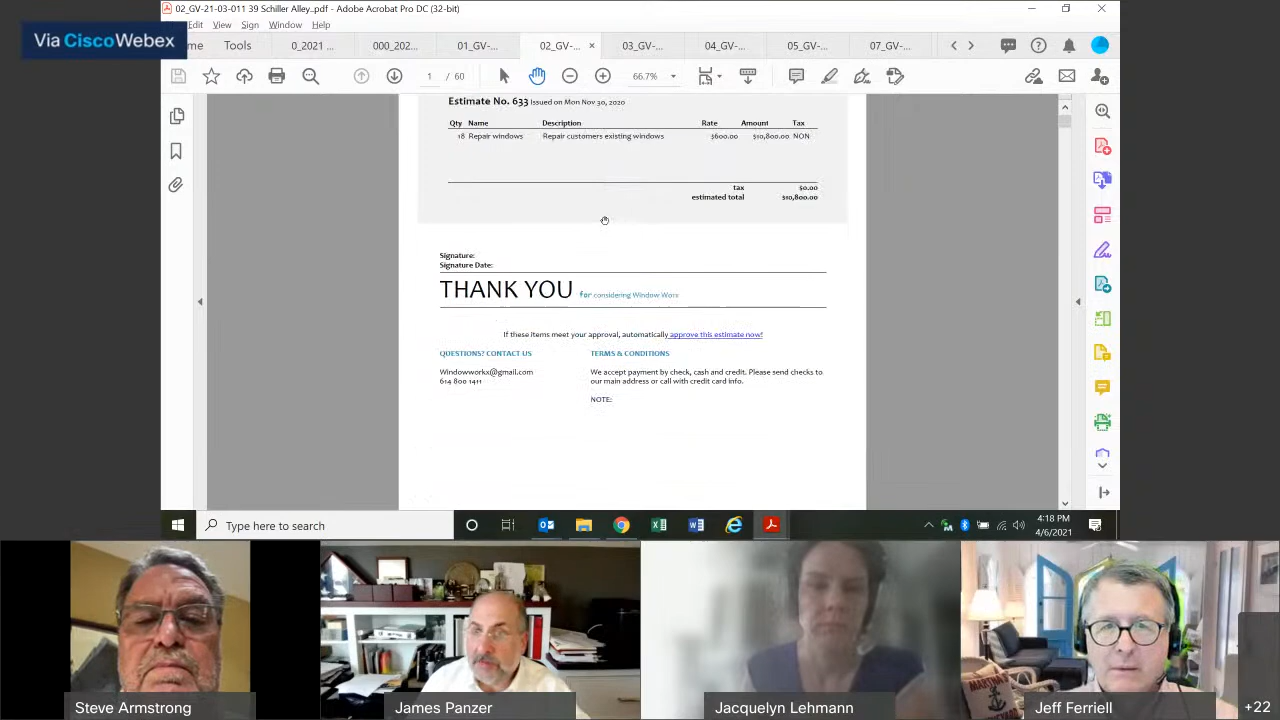 02_GV-21-03-011 39 Schiller Alley..pdf - Adobe Acrobat Pro DC (32-bit)
Edit View Sign Window Help
Via Cisco Webex
me Tools 0_2021 ... 000_202... 01_GV-... 02_GV-... 03_GV-... 04_GV-... 05_GV-... 07_GV-...
1 / 60 66.7%
Estimate No. 633 Issued on Mon Nov 30, 2020
Qty Name Description Rate Amount Tax
18 Repair windows Repair customers existing windows $600.00 $10,800.00 NON
tax $0.00
estimated total $10,800.00
Signature:
Signature Date:
THANK YOU for considering Window Worx
If these items meet your approval, automatically approve this estimate now!
QUESTIONS? CONTACT US
Windowworkx@gmail.com
614 800 1411
TERMS & CONDITIONS
We accept payment by check, cash and credit. Please send checks to
our main address or call with credit card info.
NOTE:
Type here to search
4:18 PM
4/6/2021
Steve Armstrong
James Panzer
Jacquelyn Lehmann
Jeff Ferriell
+22